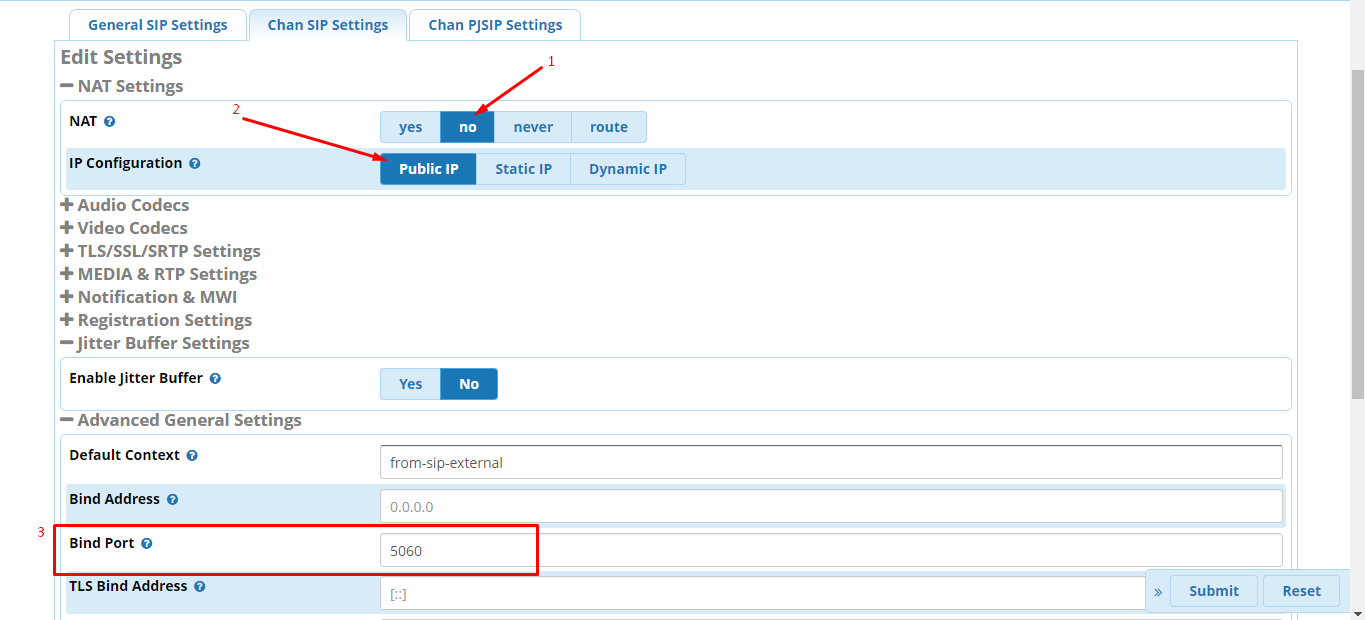 General SIP Settings Chan SIP Settings Chan PJSIP Settings
Edit Settings
1
NAT Settings
2
NAT yes no never route
IP Configuration Public IP Static IP Dynamic IP
Audio Codecs
Video Codecs
TLS/SSL/SRTP Settings
MEDIA & RTP Settings
Notification & MWI
Registration Settings
Jitter Buffer Settings
Enable Jitter Buffer Yes No
Advanced General Settings
Default Context from-sip-external
Bind Address 0.0.0.0
3
Bind Port 5060
TLS Bind Address [::] » Submit Reset